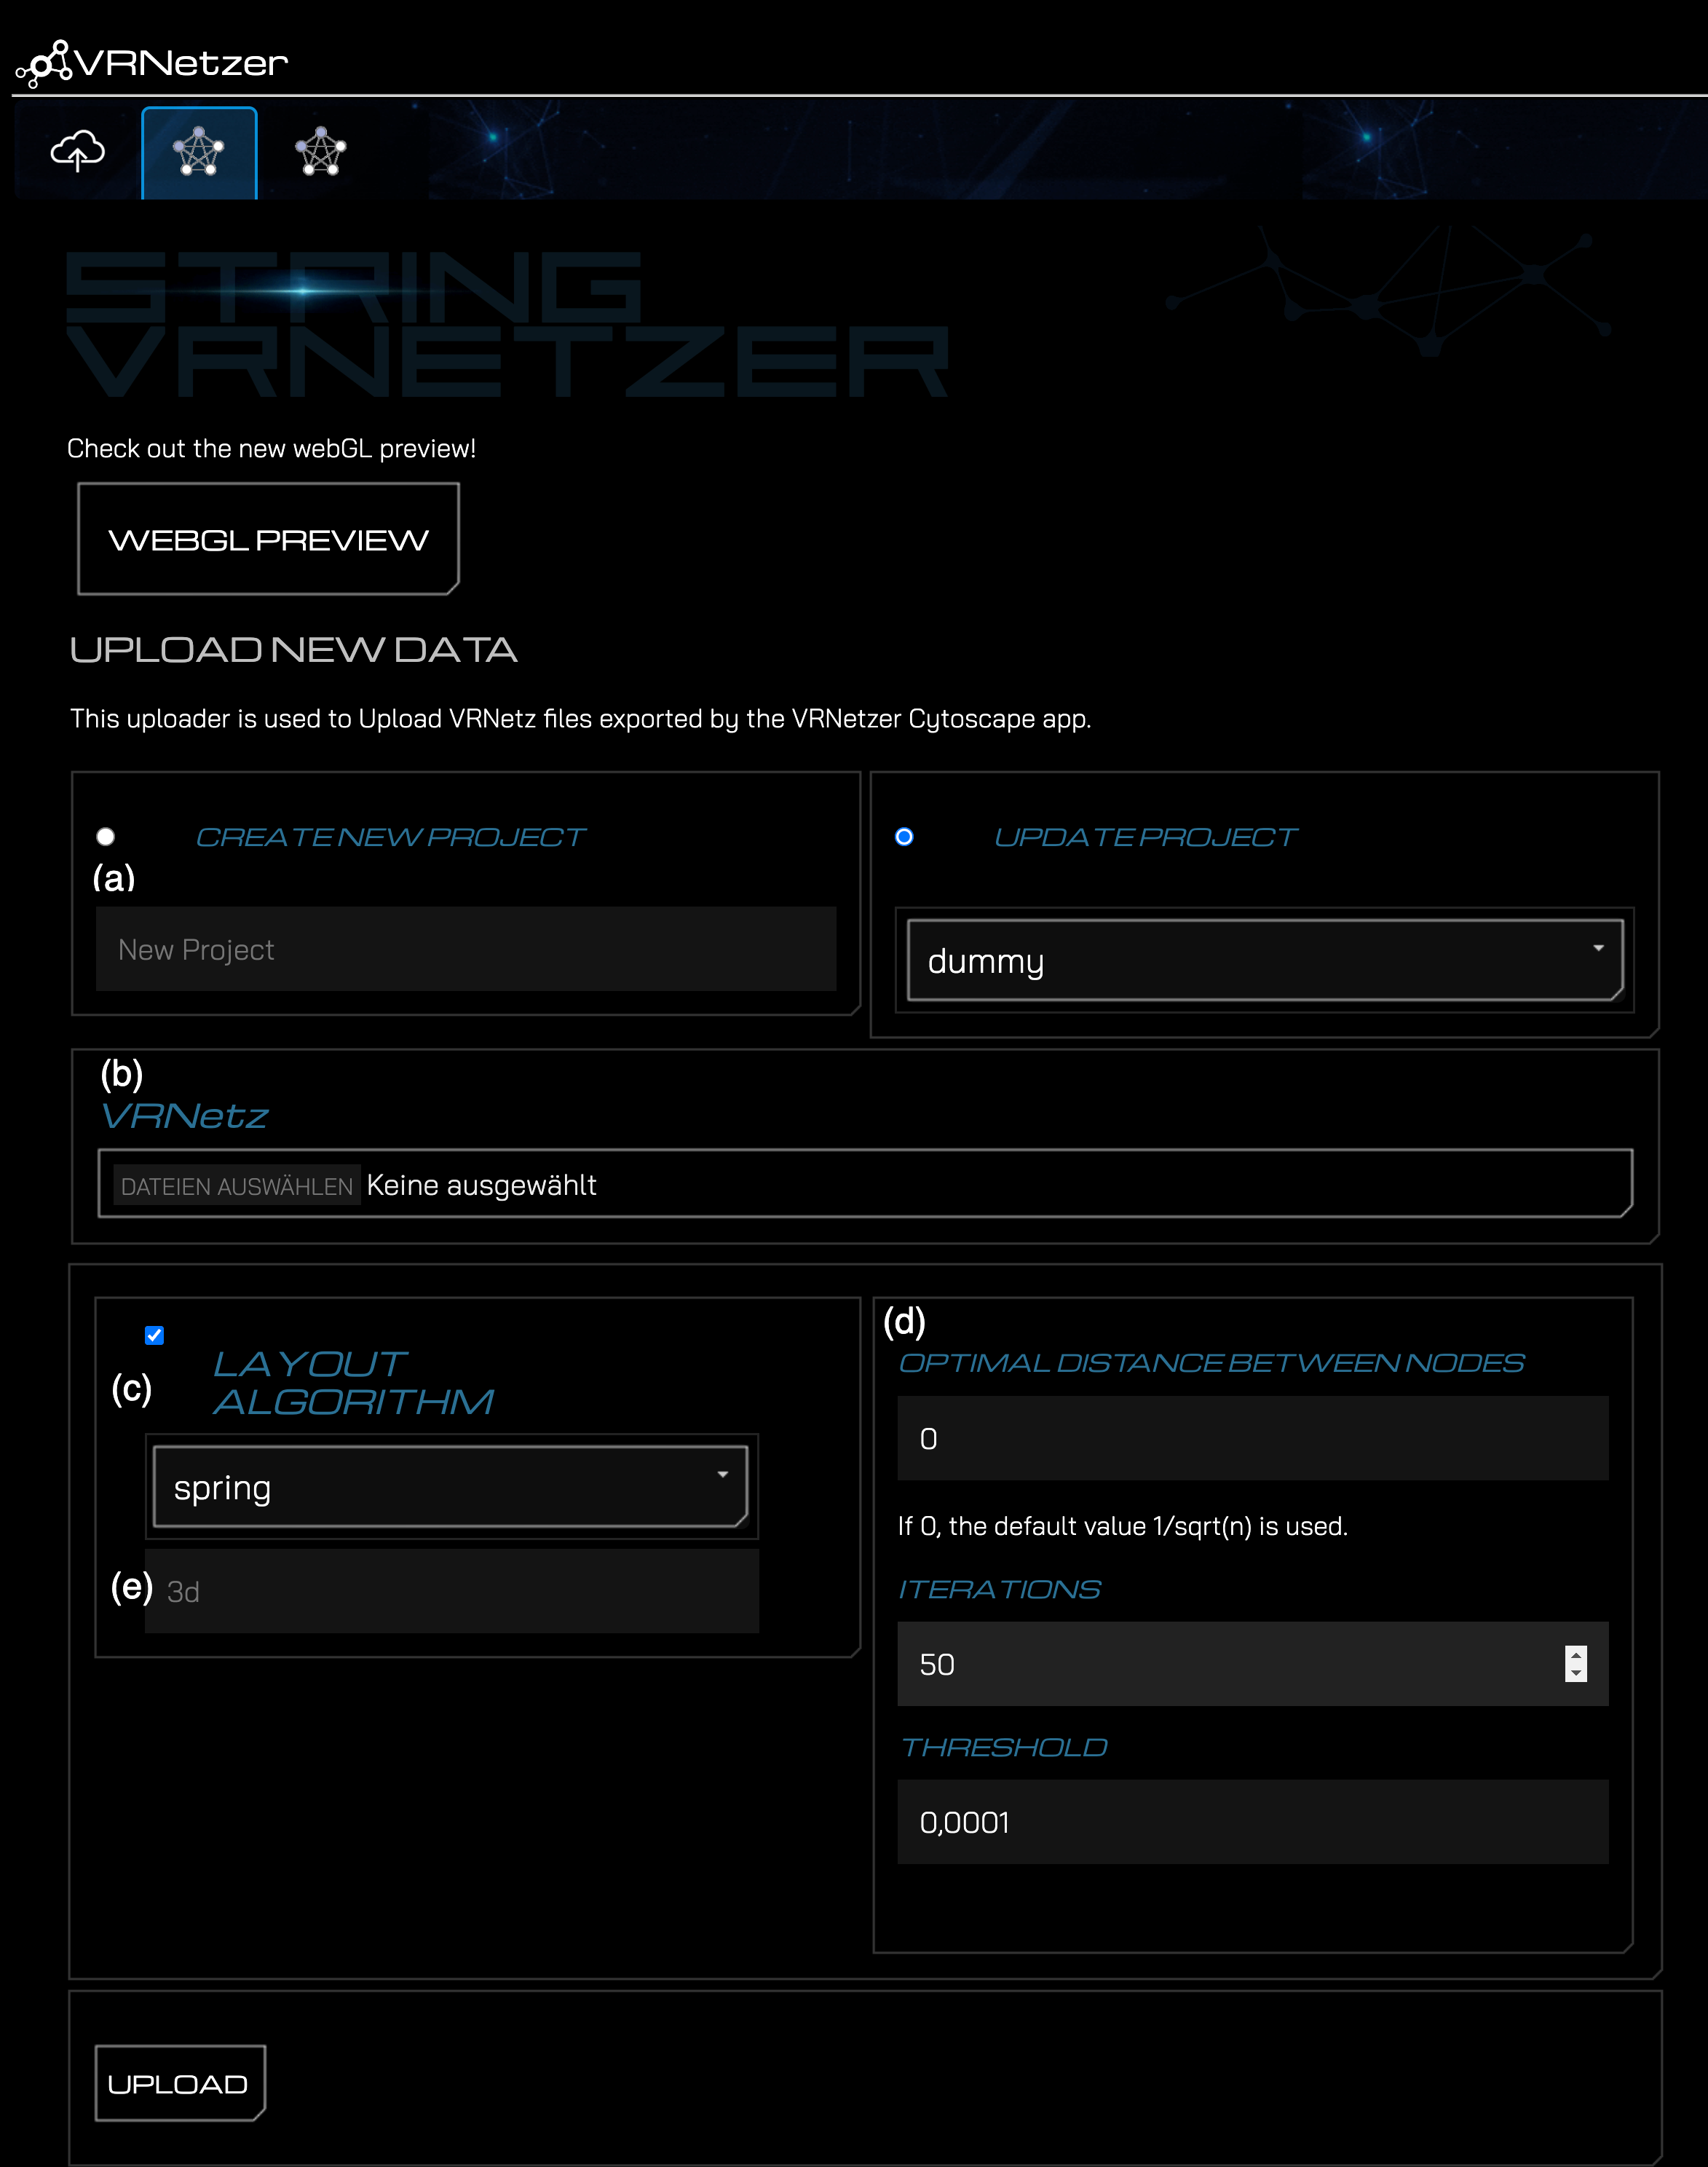 VRNetzer
STRING
VRNETZER
Check out the new webGL preview!
WEBGL PREVIEW
UPLOAD NEW DATA
This uploader is used to Upload VRNetz files exported by the VRNetzer Cytoscape app.
CREATE NEW PROJECT
(a)
New Project
UPDATE PROJECT
dummy
(b)
VRNetz
DATEIEN AUSWÄHLEN Keine ausgewählt
(c)
LAYOUT
ALGORITHM
spring
(e) 3d
(d)
OPTIMAL DISTANCE BETWEEN NODES
0
If 0, the default value 1/sqrt(n) is used.
ITERATIONS
50
THRESHOLD
0,0001
UPLOAD